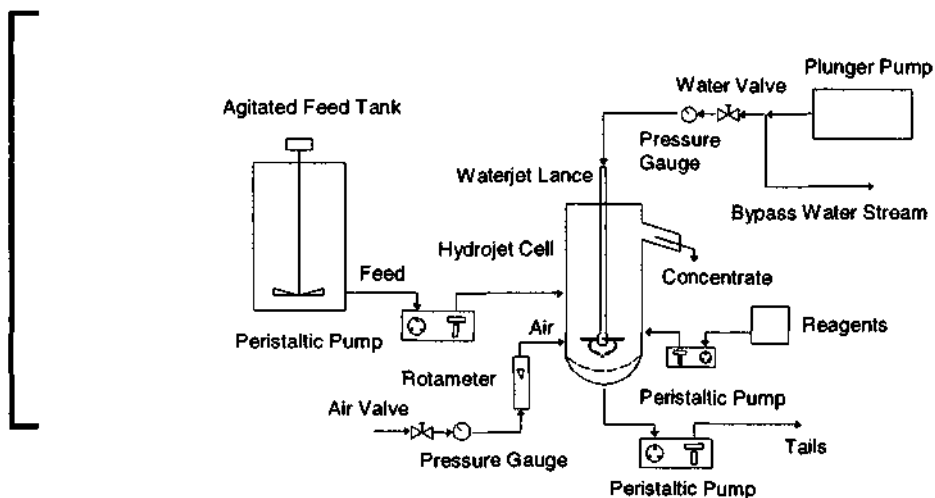 Plunger Pump
Water Valve
Agitated Feed Tank
Pressure
Gauge
Waterjet Lance
Bypass Water Stream
Hydrojet Cell
Concentrate
Feed
Air
Reagents
Peristaltic Pump
Rotameter
Peristaltic Pump
Air Valve
Tails
Pressure Gauge
Peristaltic Pump